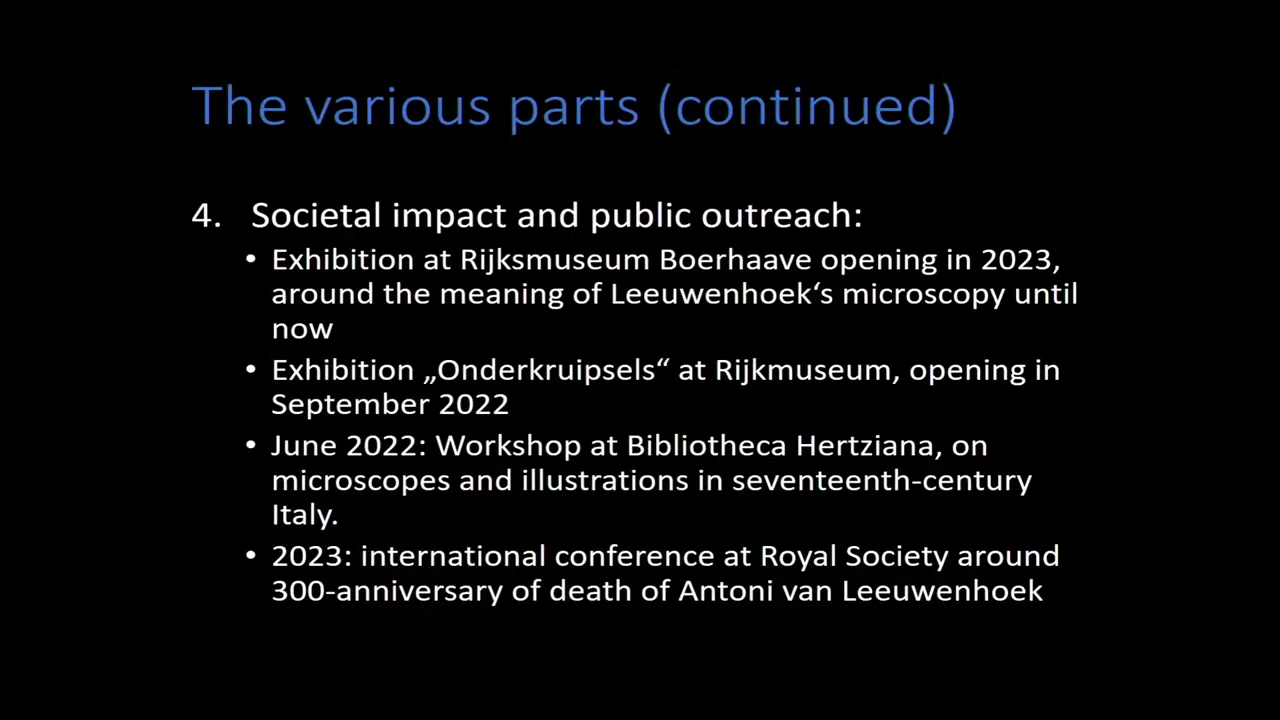 The various parts (continued)
4. Societal impact and public outreach:
• Exhibition at Rijksmuseum Boerhaave opening in 2023,
around the meaning of Leeuwenhoek‘s microscopy until
now
• Exhibition „Onderkruipsels“ at Rijkmuseum, opening in
September 2022
• June 2022: Workshop at Bibliotheca Hertziana, on
microscopes and illustrations in seventeenth-century
Italy.
• 2023: international conference at Royal Society around
300-anniversary of death of Antoni van Leeuwenhoek